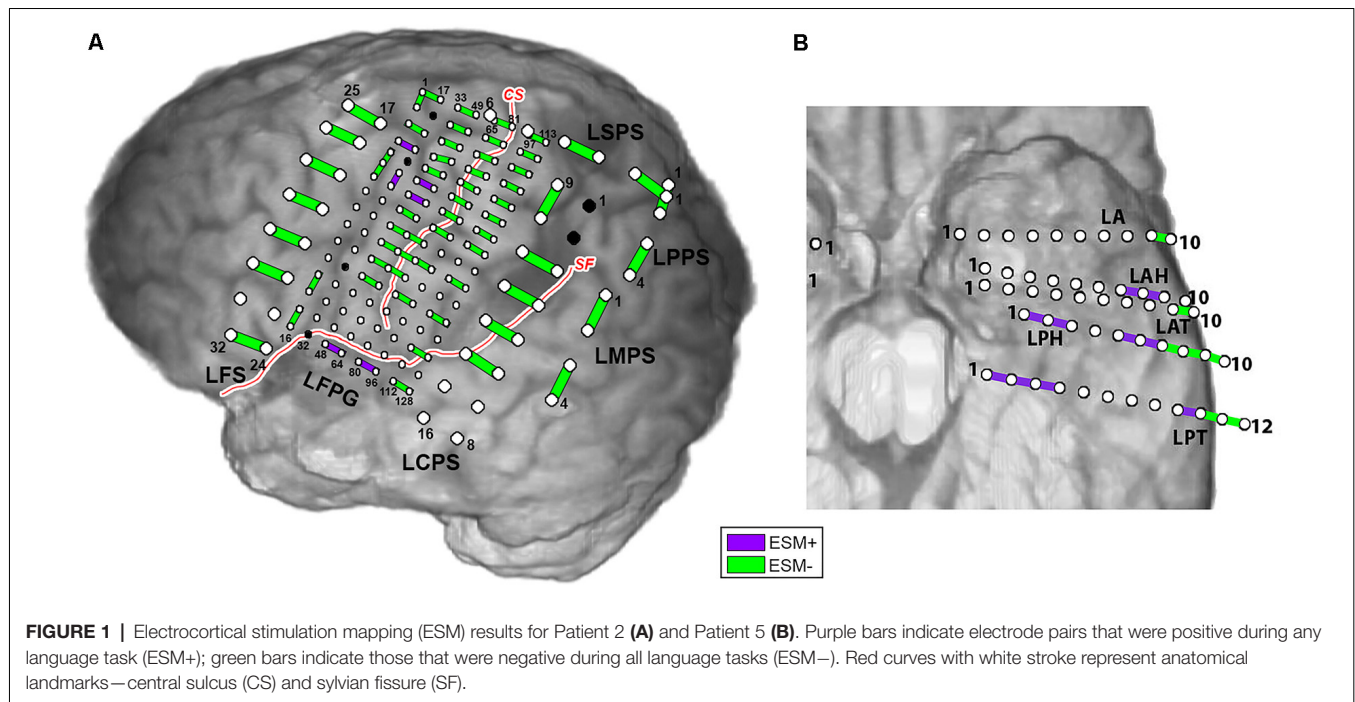 A
B
25
17
1
17
33
49
6
81
65
CS
113
97
LSPS
9
1
1
1
LPPS
4
SF
1
LMPS
4
16
32
48
64
80
96
112
128
32
24
LFS
LFPG
16
8
LCPS
1
1
LA
1
10
1
LAH
10
1
LAT
10
1
LPH
10
1
LPT
12
ESM+
ESM-
FIGURE 1 | Electrocortical stimulation mapping (ESM) results for Patient 2 (A) and Patient 5 (B). Purple bars indicate electrode pairs that were positive during any
language task (ESM+); green bars indicate those that were negative during all language tasks (ESM−). Red curves with white stroke represent anatomical
landmarks—central sulcus (CS) and sylvian fissure (SF).